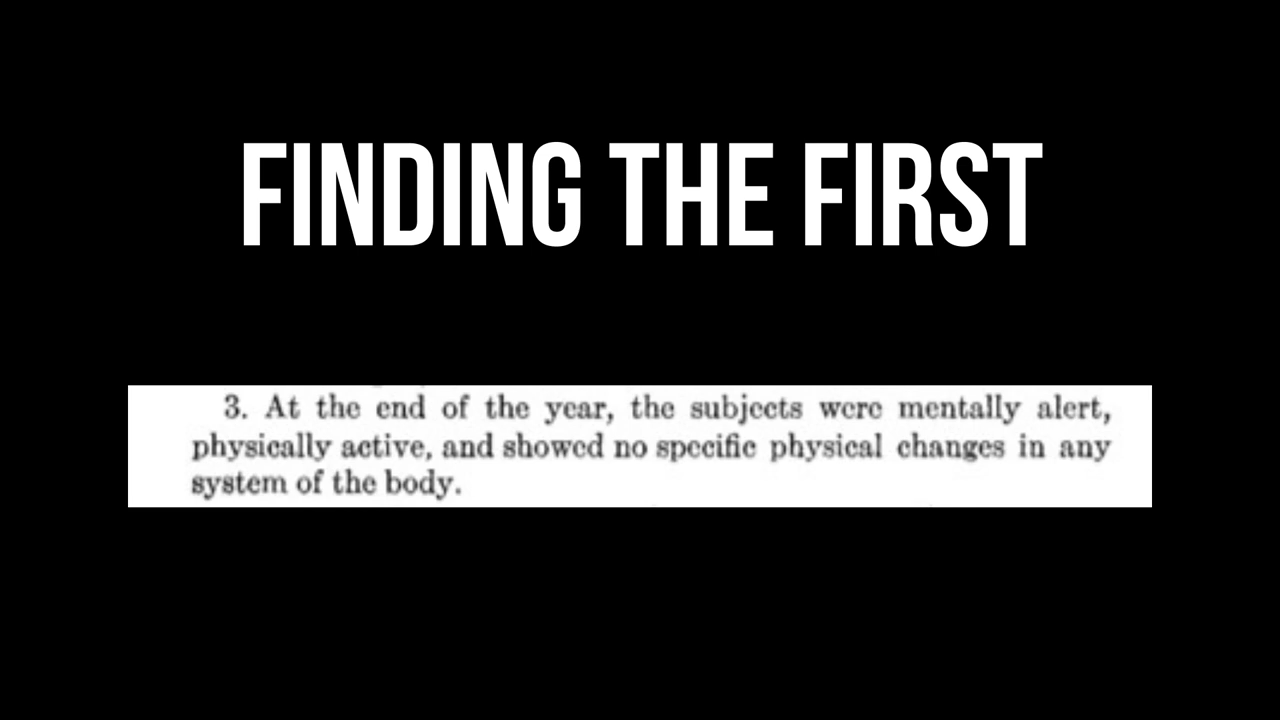 FINDING THE FIRST
3. At the end of the year, the subjects were mentally alert,
physically active, and showed no specific physical changes in any
system of the body.